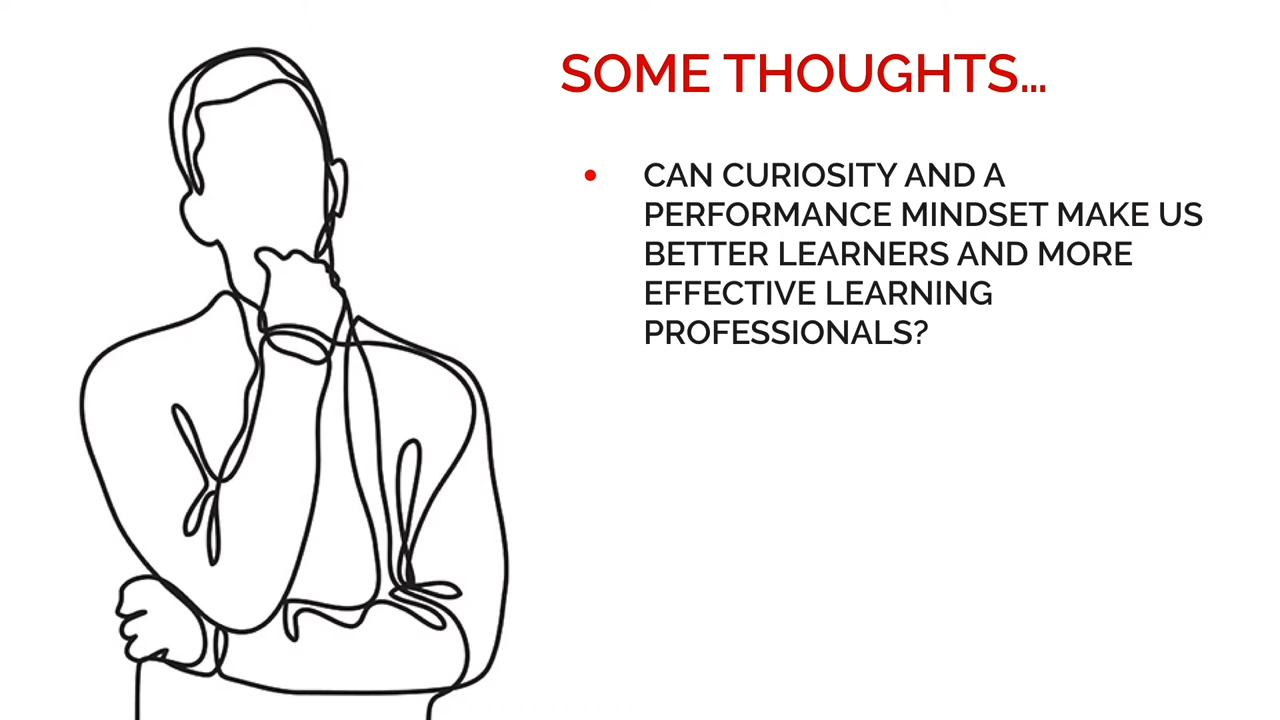 SOME THOUGHTS...
• CAN CURIOSITY AND A
PERFORMANCE MINDSET MAKE US
BETTER LEARNERS AND MORE
EFFECTIVE LEARNING
PROFESSIONALS?